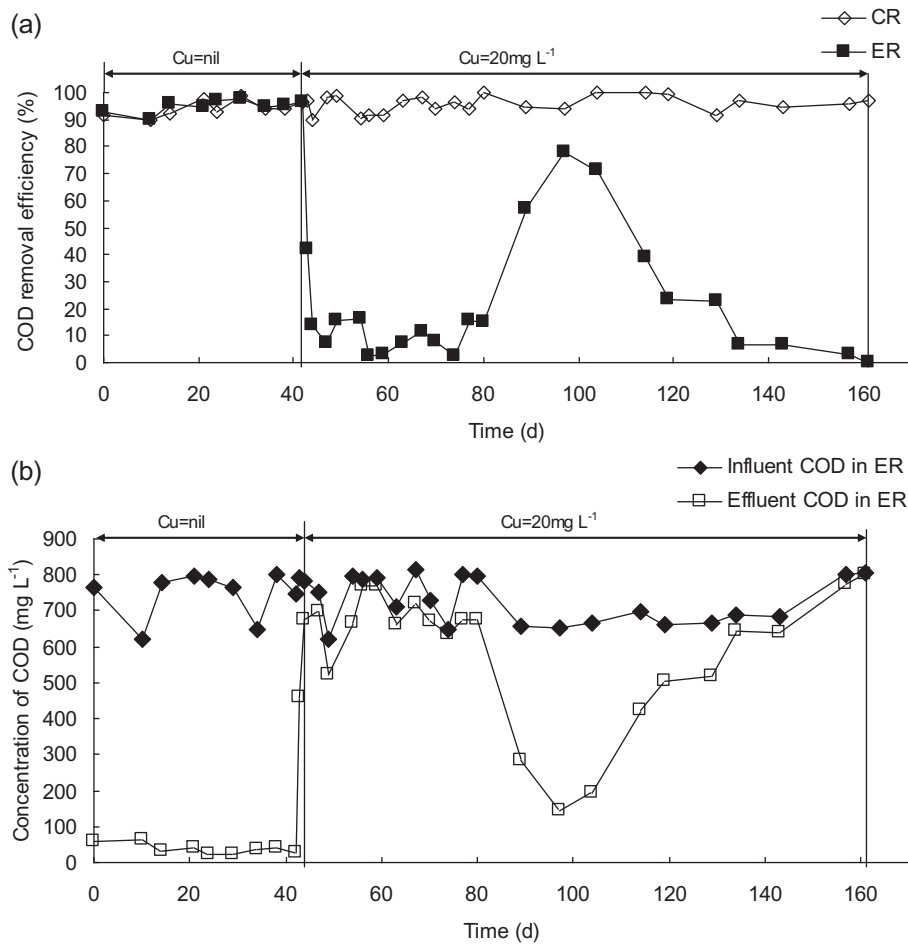 (a)
CR
ER
Cu=nil
Cu=20mg L⁻¹
COD removal efficiency (%)
100
90
80
70
60
50
40
30
20
10
0
0 20 40 60 80 100 120 140 160
Time (d)
(b)
Influent COD in ER
Effluent COD in ER
Cu=nil
Cu=20mg L⁻¹
Concentration of COD (mg L⁻¹)
900
800
700
600
500
400
300
200
100
0
0 20 40 60 80 100 120 140 160
Time (d)